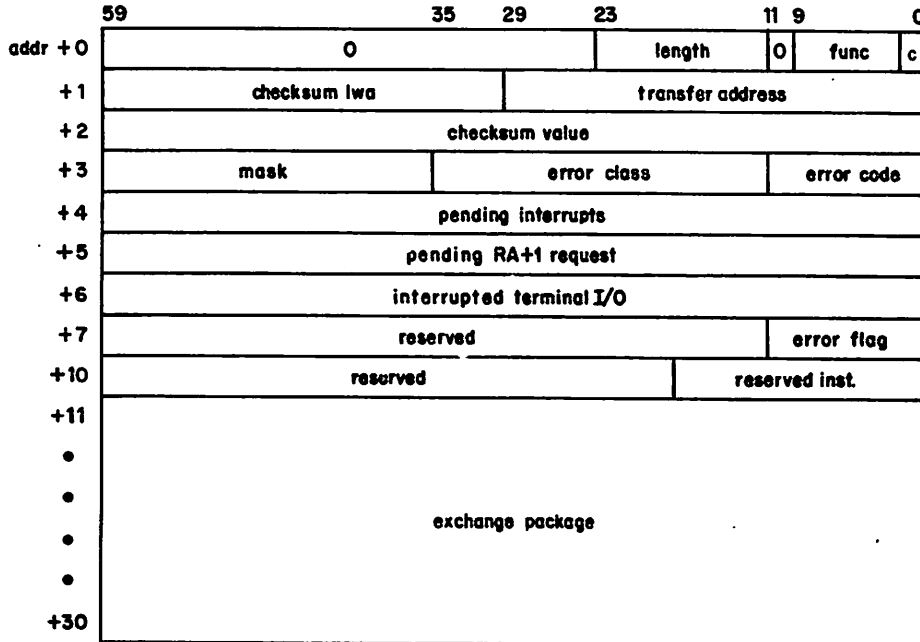 59 35 29 23 11 9 0
addr +0 0 length 0 func c
+1 checksum lwa transfer address
+2 checksum value
+3 mask error class error code
+4 pending interrupts
+5 pending RA+1 request
+6 interrupted terminal I/O
+7 reserved error flag
+10 reserved reserved inst.
+11
exchange package
+30